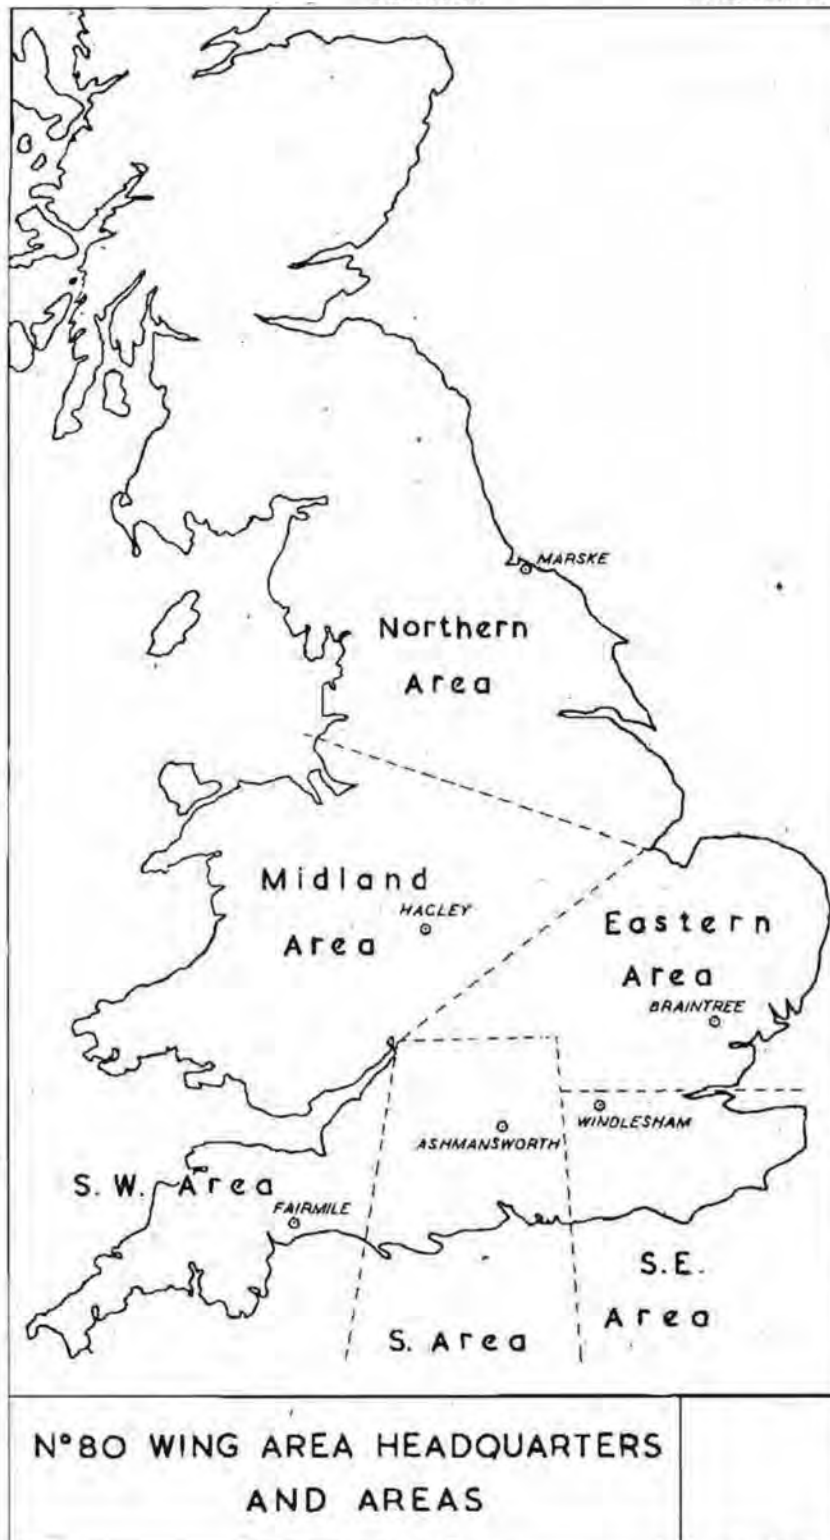 MARSKE
Northern
Area
Midland
HAGLEY
Area
Eastern
Area
BRAINTREE
WINDLESHAM
ASHMANSWORTH
S. W. Area
FAIRMILE
S. E.
Area
S. Area
Nº 80 WING AREA HEADQUARTERS
AND AREAS